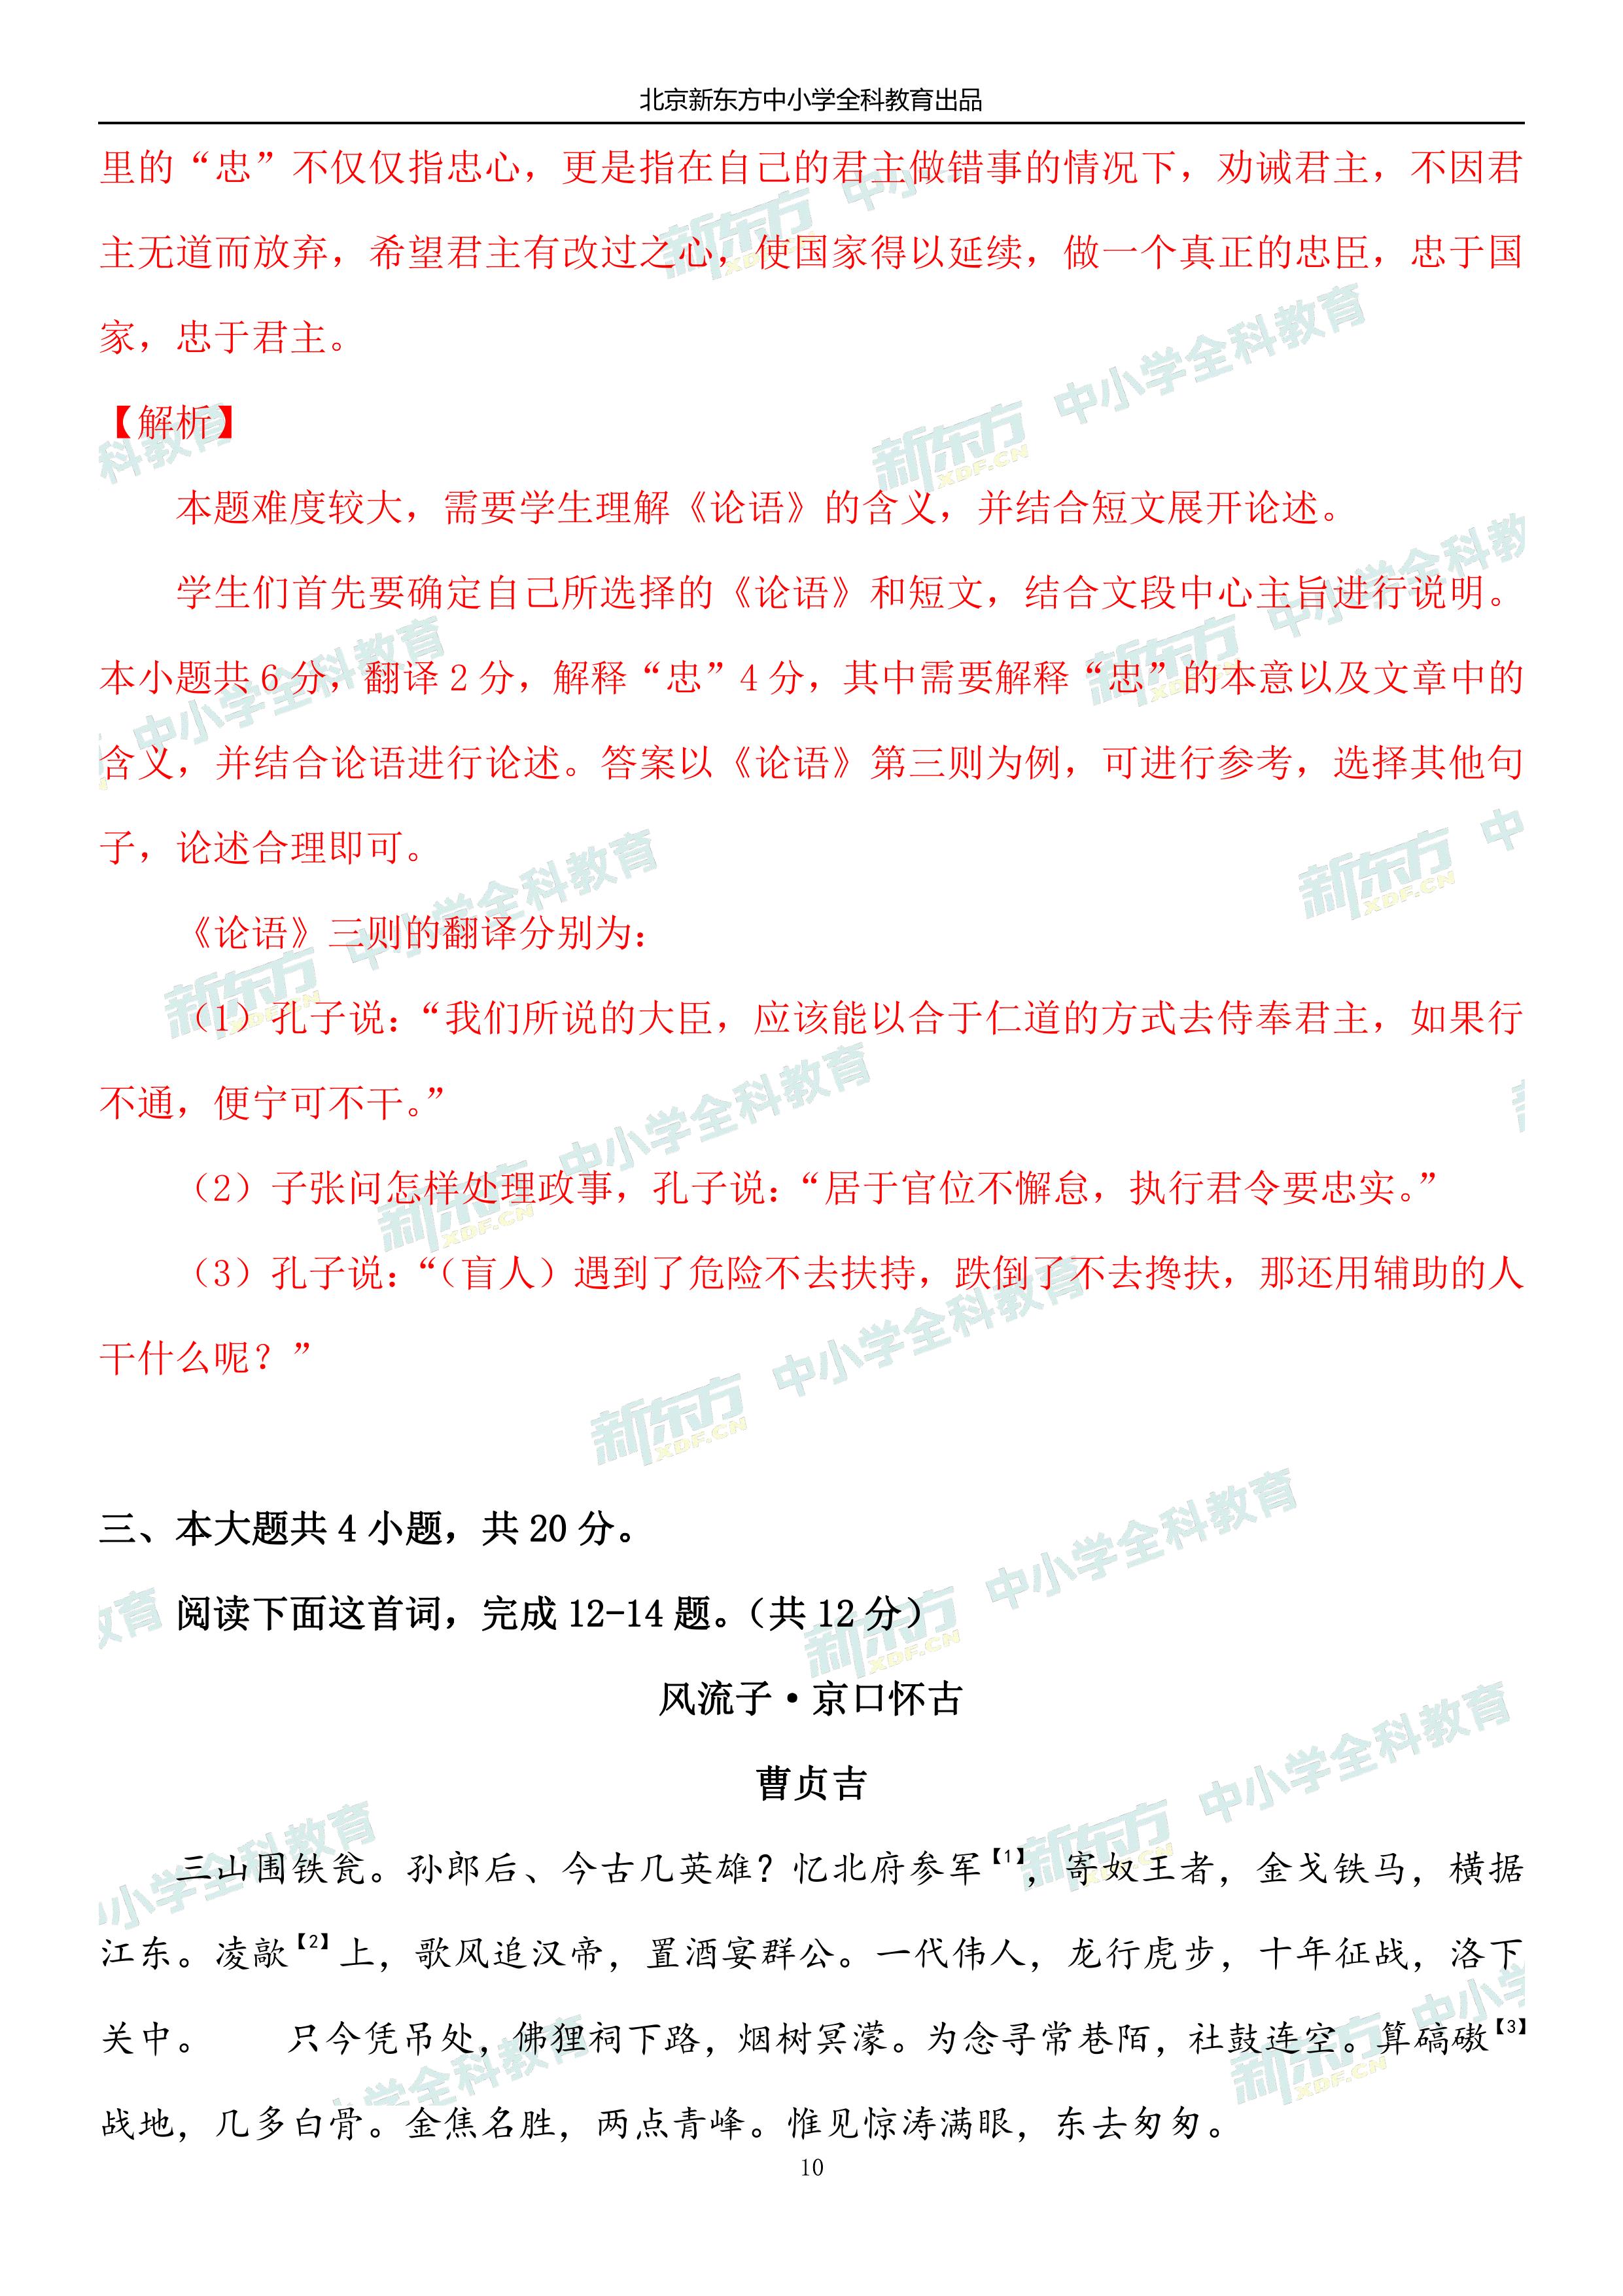 北京新东方中小学全科教育出品
里的“忠”不仅仅指忠心，更是指在自己的君主做错事的情况下，劝诫君主，不因君
主无道而放弃，希望君主有改过之心，使国家得以延续，做一个真正的忠臣，忠于国
家，忠于君主。
【解析】
本题难度较大，需要学生理解《论语》的含义，并结合短文展开论述。
学生们首先要确定自己所选择的《论语》和短文，结合文段中心主旨进行说明。
本小题共 6 分，翻译 2 分，解释“忠”4 分，其中需要解释“忠”的本意以及文章中的
含义，并结合论语进行论述。答案以《论语》第三则为例，可进行参考，选择其他句
子，论述合理即可。
《论语》三则的翻译分别为：
（1）孔子说：“我们所说的大臣，应该能以合于仁道的方式去侍奉君主，如果行
不通，便宁可不干。”
（2）子张问怎样处理政事，孔子说：“居于官位不懈怠，执行君令要忠实。”
（3）孔子说：“（盲人）遇到了危险不去扶持，跌倒了不去搀扶，那还用辅助的人
干什么呢？”
三、本大题共 4 小题，共 20 分。
阅读下面这首词，完成 12-14 题。（共 12 分）
风流子·京口怀古
曹贞吉
三山围铁瓮。孙郎后、今古几英雄？忆北府参军【1】，寄奴王者，金戈铁马，横据
江东。凌歊【2】上，歌风追汉帝，置酒宴群公。一代伟人，龙行虎步，十年征战，洛下
关中。 只今凭吊处，佛狸祠下路，烟树冥濛。为念寻常巷陌，社鼓连空。算碻磝【3】
战地，几多白骨。金焦名胜，两点青峰。惟见惊涛满眼，东去匆匆。
10